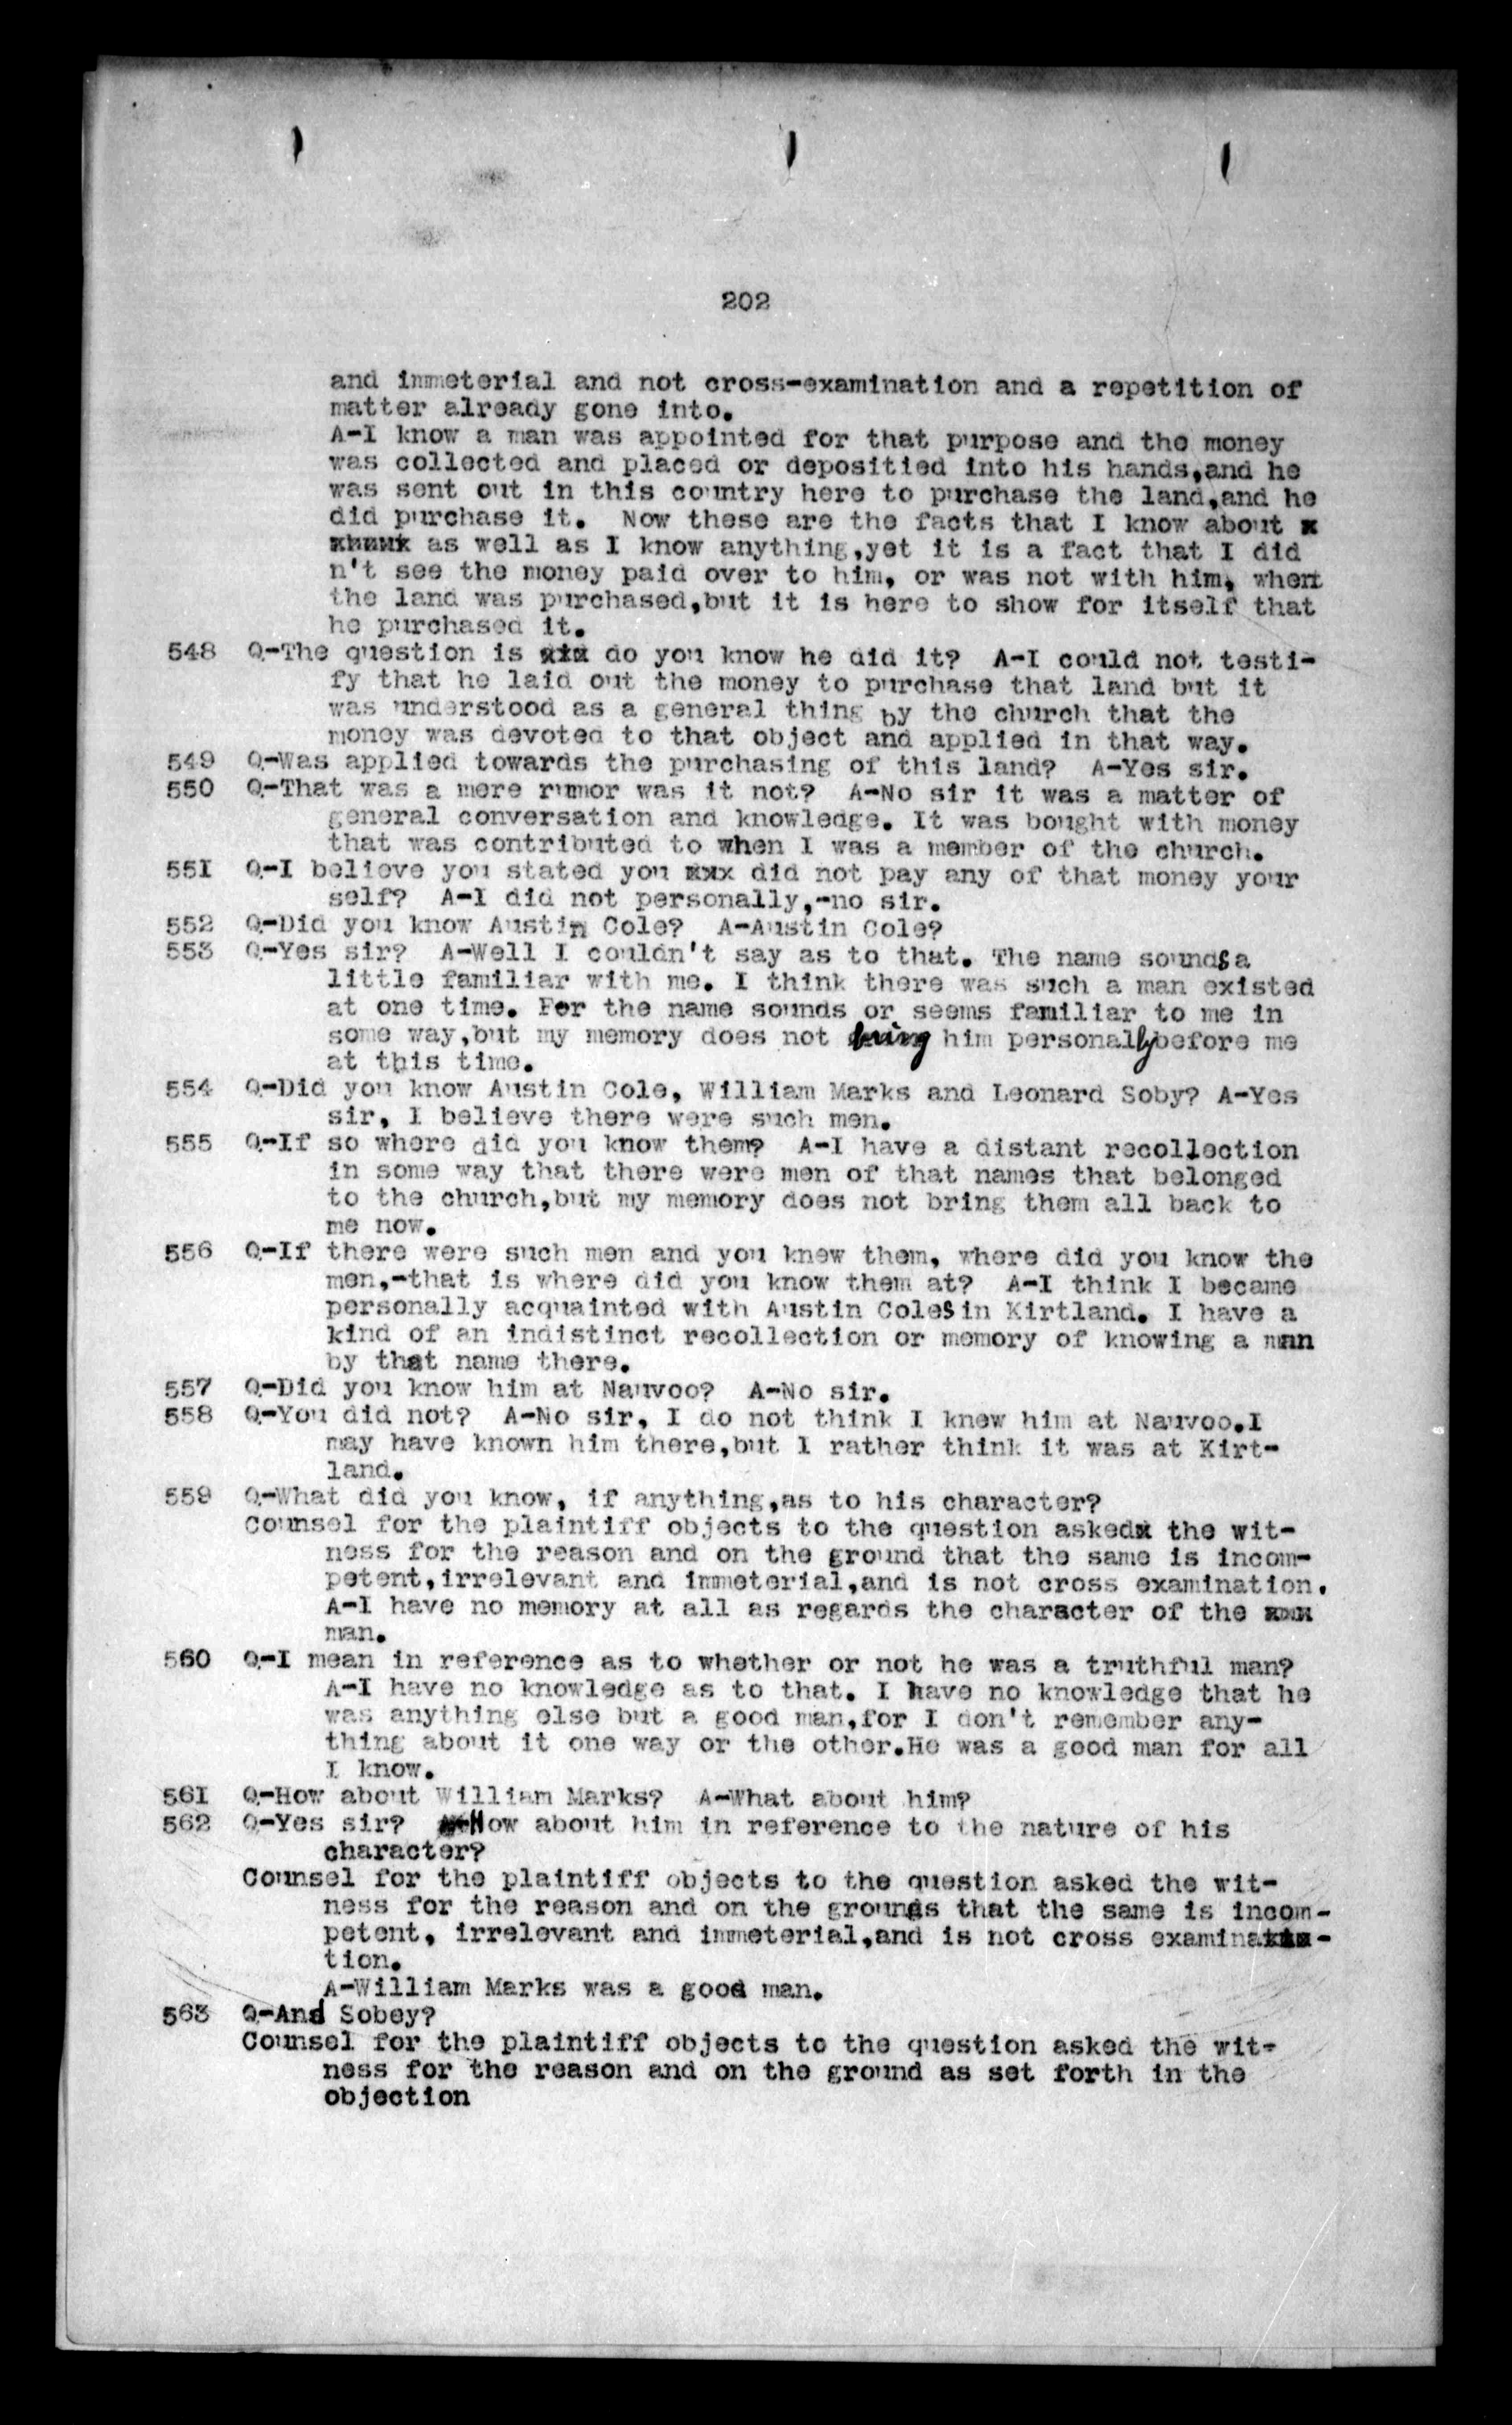 202
and immeterial and not cross-examination and a repetition of
matter already gone into.
A-I know a man was appointed for that purpose and the money
was collected and placed or depositied into his hands,and he
was sent out in this country here to purchase the land,and he
did purchase it. Now these are the facts that I know about x
as well as I know anything,yet it is a fact that I did
n't see the money paid over to him, or was not with him, when
the land was purchased,but it is here to show for itself that
he purchased it.
548 Q-The question is xix do you know he did it? A-I could not testi-
fy that he laid out the money to purchase that land but it
was understood as a general thing by the church that the
money was devoted to that object and applied in that way.
549 Q-Was applied towards the purchasing of this land? A-Yes sir.
550 Q-That was a mere rumor was it not? A-No sir it was a matter of
general conversation and knowledge. It was bought with money
that was contributed to when I was a member of the church.
551 Q-I believe you stated you xxx did not pay any of that money your
self? A-I did not personally,-no sir.
552 Q-Did you know Austin Cole? A-Austin Cole?
553 Q-Yes sir? A-Well I couldn't say as to that. The name sounds a
little familiar with me. I think there was such a man existed
at one time. For the name sounds or seems familiar to me in
some way,but my memory does not bring him personally before me
at this time.
554 Q-Did you know Austin Cole, William Marks and Leonard Soby? A-Yes
sir, I believe there were such men.
555 Q-If so where did you know them? A-I have a distant recollection
in some way that there were men of that names that belonged
to the church,but my memory does not bring them all back to
me now.
556 Q-If there were such men and you knew them, where did you know the
men,-that is where did you know them at? A-I think I became
personally acquainted with Austin Coles in Kirtland. I have a
kind of an indistinct recollection or memory of knowing a man
by that name there.
557 Q-Did you know him at Nauvoo? A-No sir.
558 Q-You did not? A-No sir, I do not think I knew him at Nauvoo.I
may have known him there,but I rather think it was at Kirt-
land.
559 Q-What did you know, if anything,as to his character?
Counsel for the plaintiff objects to the question askedx the wit-
ness for the reason and on the ground that the same is incom-
petent,irrelevant and immeterial,and is not cross examination.
A-I have no memory at all as regards the character of the xxx
man.
560 Q-I mean in reference as to whether or not he was a truthful man?
A-I have no knowledge as to that. I have no knowledge that he
was anything else but a good man,for I don't remember any-
thing about it one way or the other.He was a good man for all
I know.
561 Q-How about William Marks? A-What about him?
562 Q-Yes sir? How about him in reference to the nature of his
character?
Counsel for the plaintiff objects to the question asked the wit-
ness for the reason and on the grounds that the same is incom-
petent, irrelevant and immeterial,and is not cross examina-
tion.
A-William Marks was a good man.
563 Q-And Sobey?
Counsel for the plaintiff objects to the question asked the wit-
ness for the reason and on the ground as set forth in the
objection